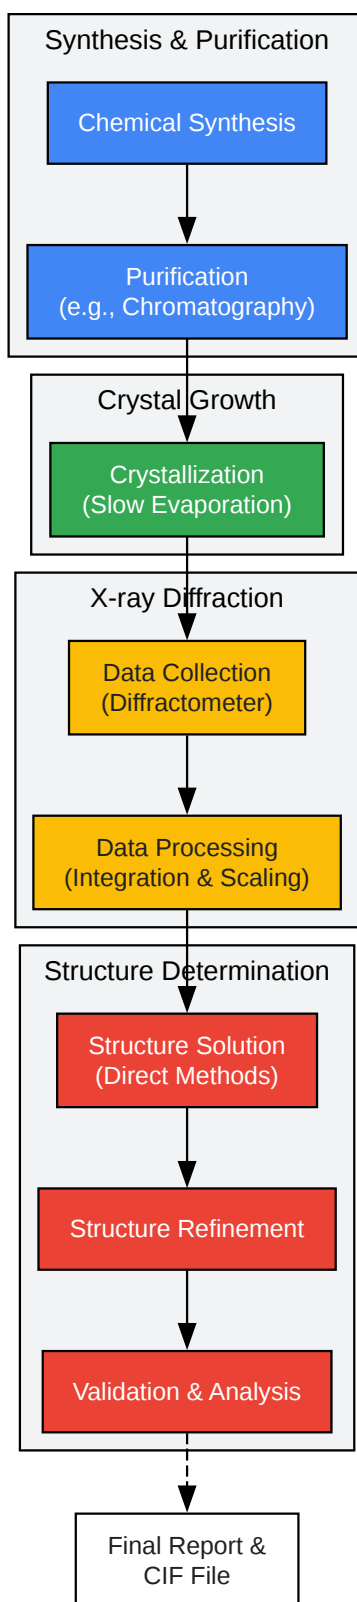 Synthesis & Purification
Chemical Synthesis
Purification
(e.g., Chromatography)
Crystal Growth
Crystallization
(Slow Evaporation)
X-ray Diffraction
Data Collection
(Diffractometer)
Data Processing
(Integration & Scaling)
Structure Determination
Structure Solution
(Direct Methods)
Structure Refinement
Validation & Analysis
Final Report &
CIF File